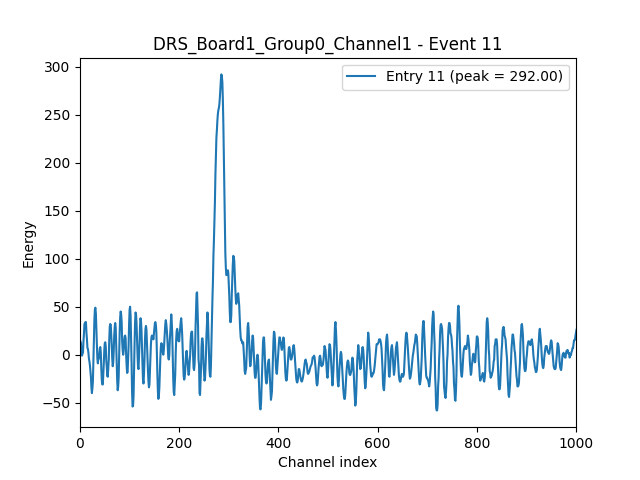 DRS_Board1_Group0_Channel1 - Event 11
Entry 11 (peak = 292.00)
300
250
200
150
100
50
0
−50
Energy
0 200 400 600 800 1000
Channel index